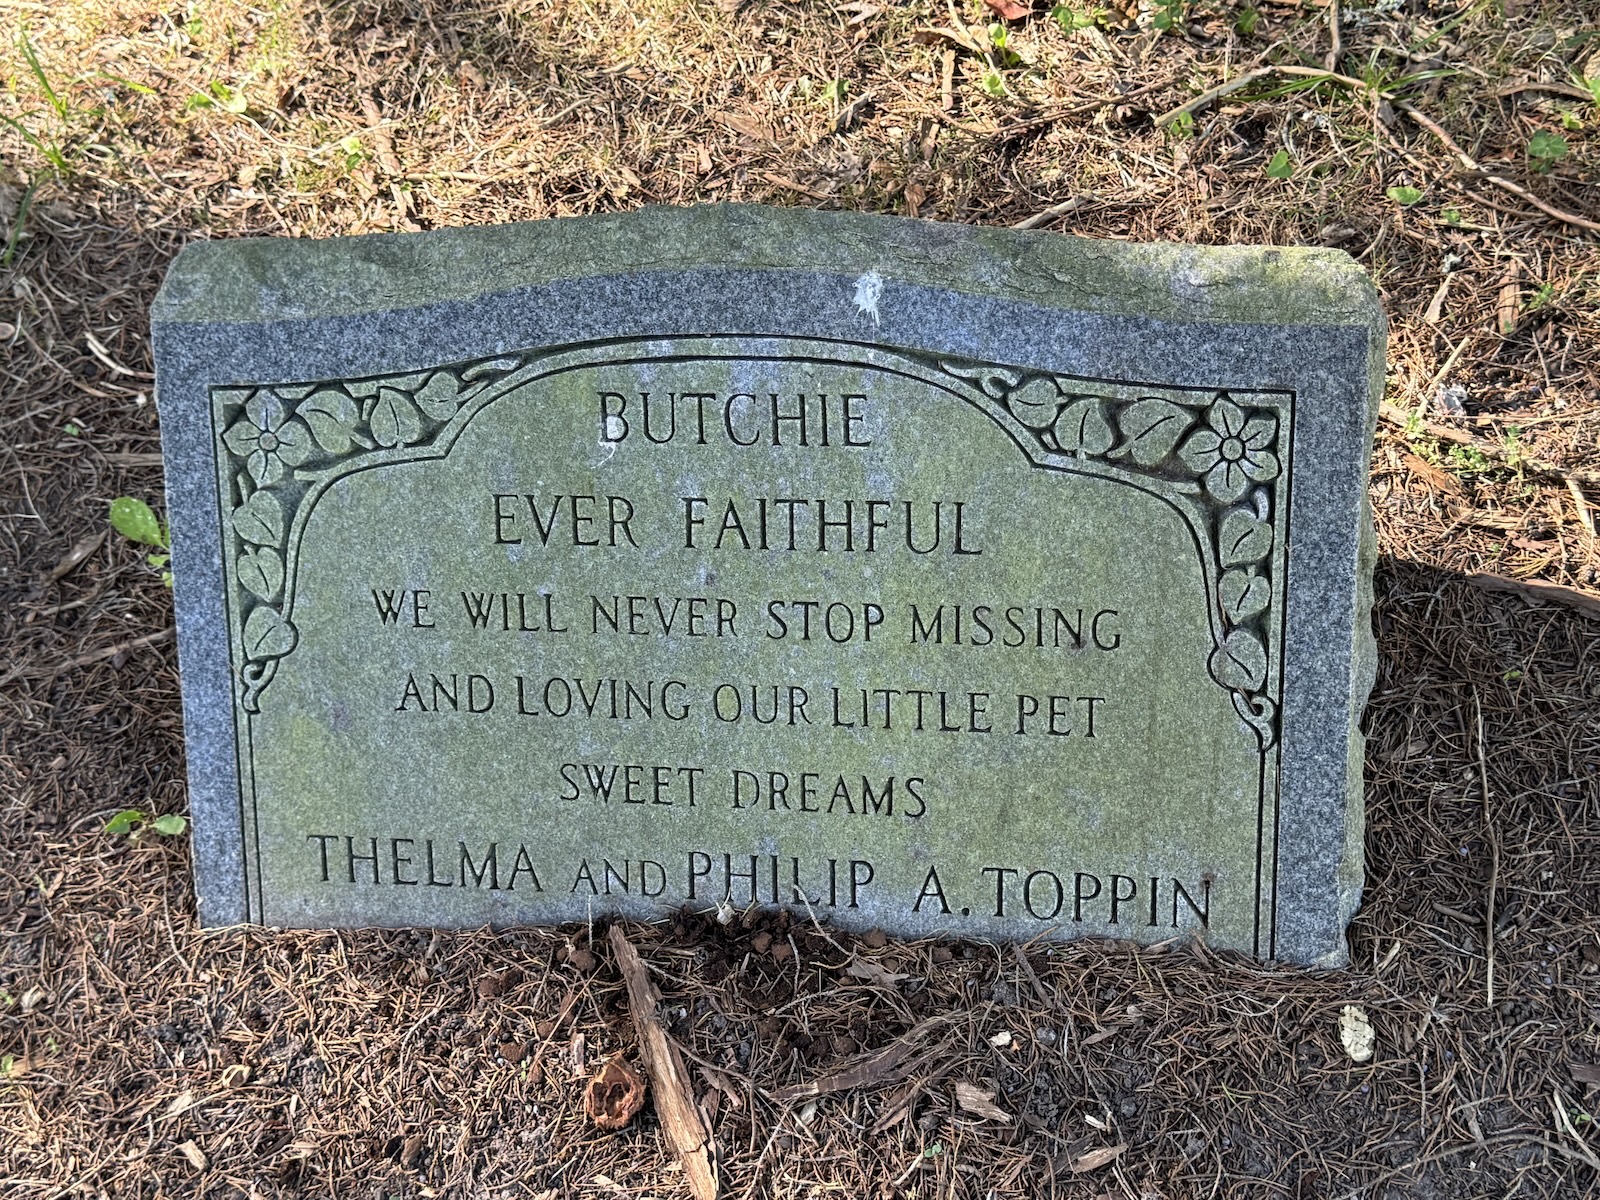 BUTCHIE
EVER FAITHFUL
WE WILL NEVER STOP MISSING
AND LOVING OUR LITTLE PET
SWEET DREAMS
THELMA AND PHILIP A. TOPPIN